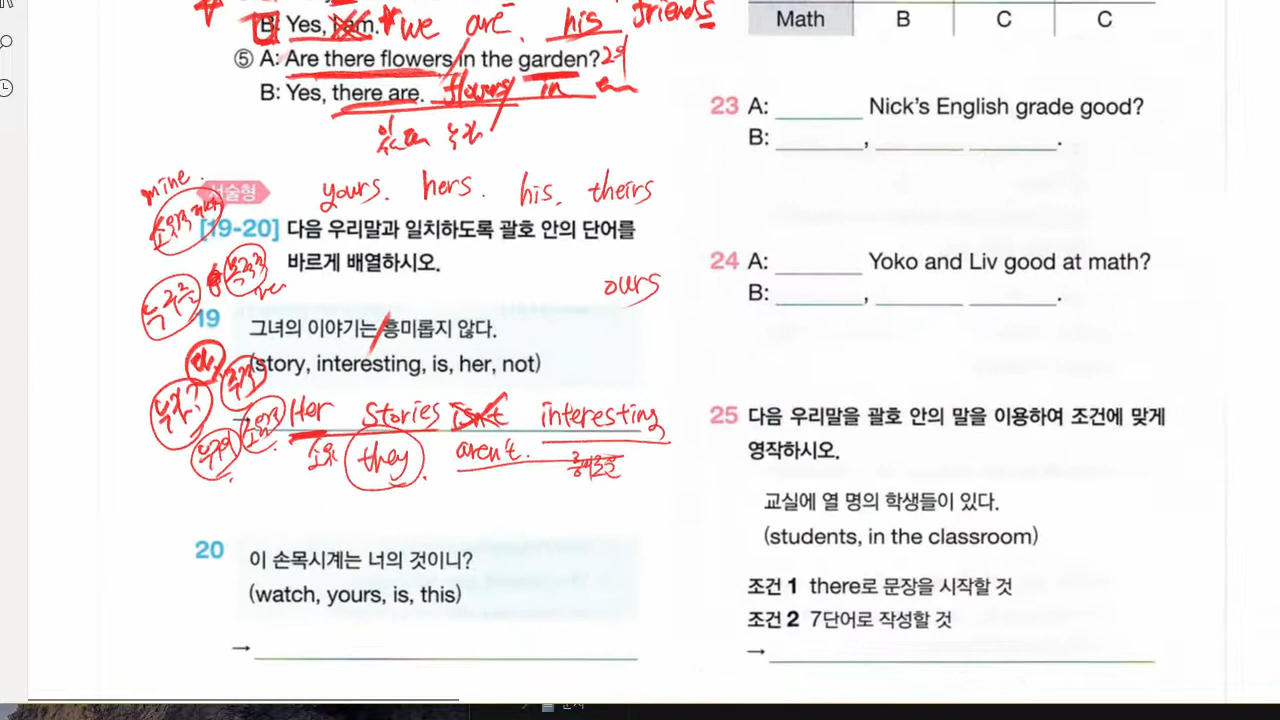 B: Yes, I am. we are his friends
⑤ A: Are there flowers in the garden?
B: Yes, there are. flowers in
mine.
서술형
yours. hers. his. theirs
[19-20] 다음 우리말과 일치하도록 괄호 안의 단어를
바르게 배열하시오.
ours
19
그녀의 이야기는 흥미롭지 않다.
(story, interesting, is, her, not)
→ Her stories isn't interesting
they aren't.
20
이 손목시계는 너의 것이니?
(watch, yours, is, this)
→
Math B C C
23 A: ________ Nick's English grade good?
B: ________, ________ ________.
24 A: ________ Yoko and Liv good at math?
B: ________, ________ ________.
25 다음 우리말을 괄호 안의 말을 이용하여 조건에 맞게
영작하시오.
교실에 열 명의 학생들이 있다.
(students, in the classroom)
조건 1 there로 문장을 시작할 것
조건 2 7단어로 작성할 것
→